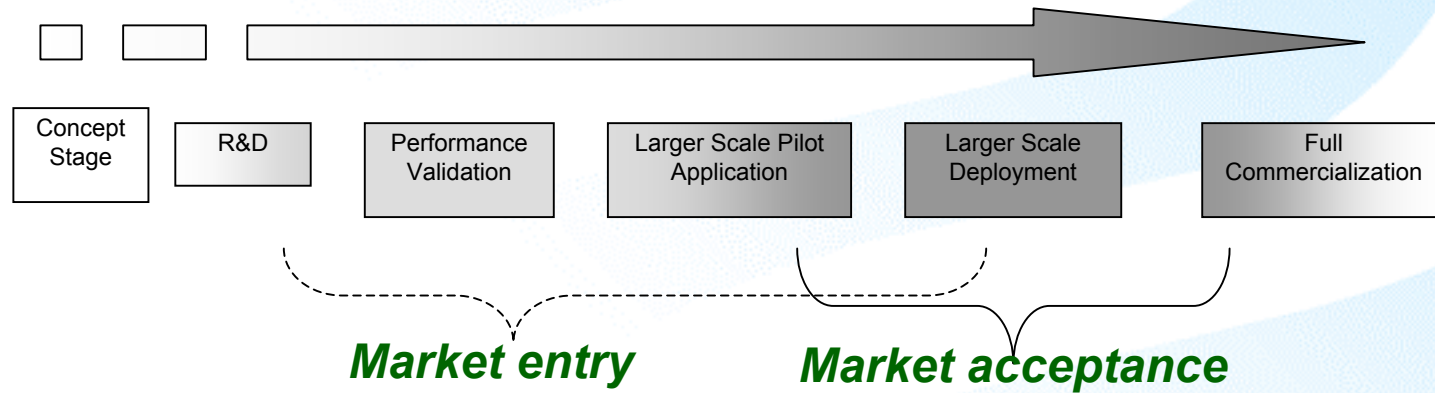 Concept
Stage
R&D
Performance
Validation
Larger Scale Pilot
Application
Larger Scale
Deployment
Full
Commercialization
Market entry
Market acceptance